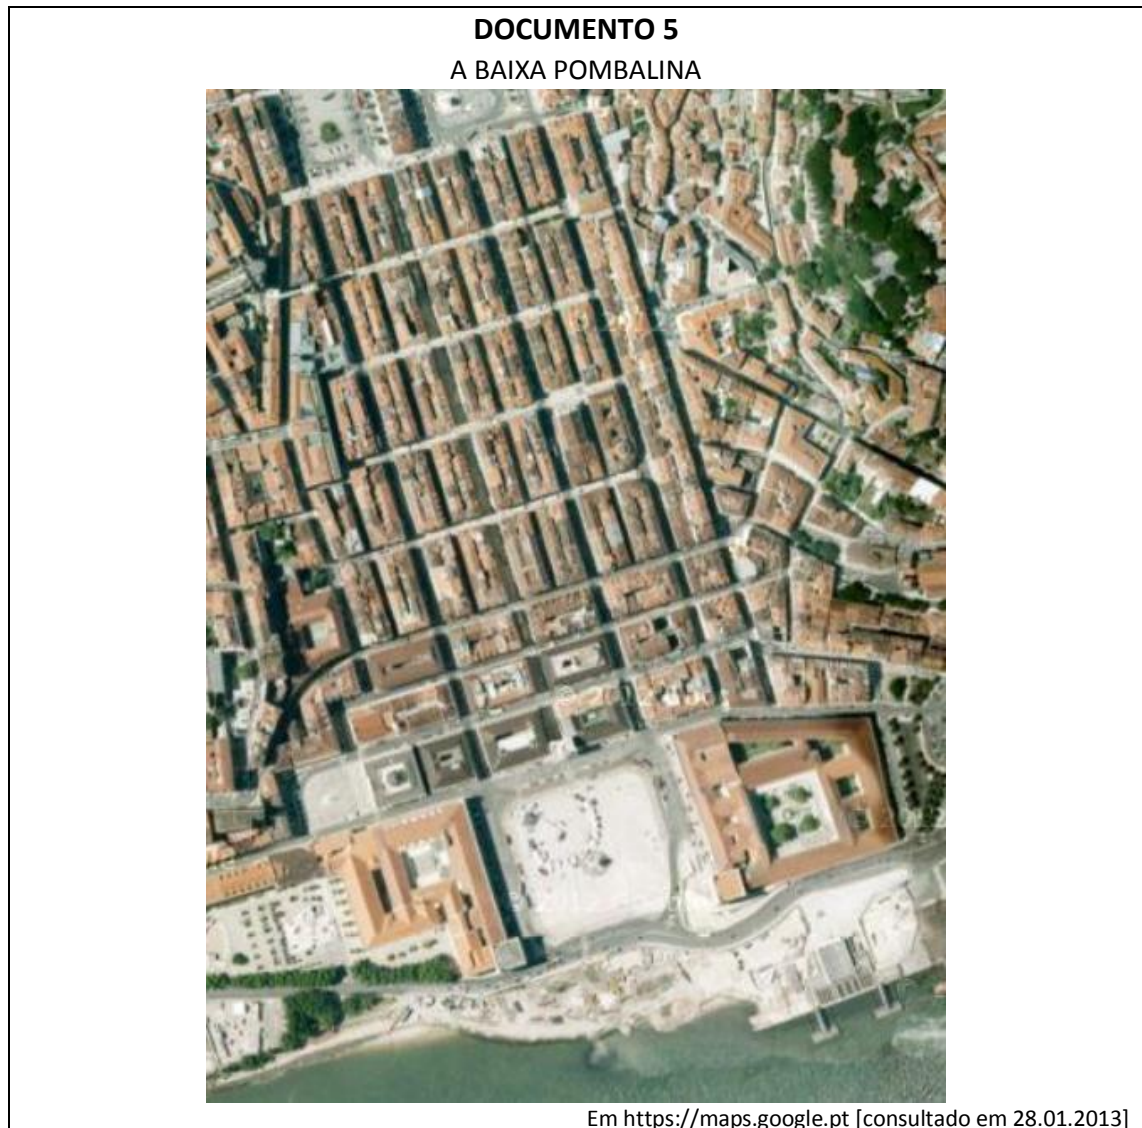 DOCUMENTO 5
A BAIXA POMBALINA
Em https://maps.google.pt [consultado em 28.01.2013]